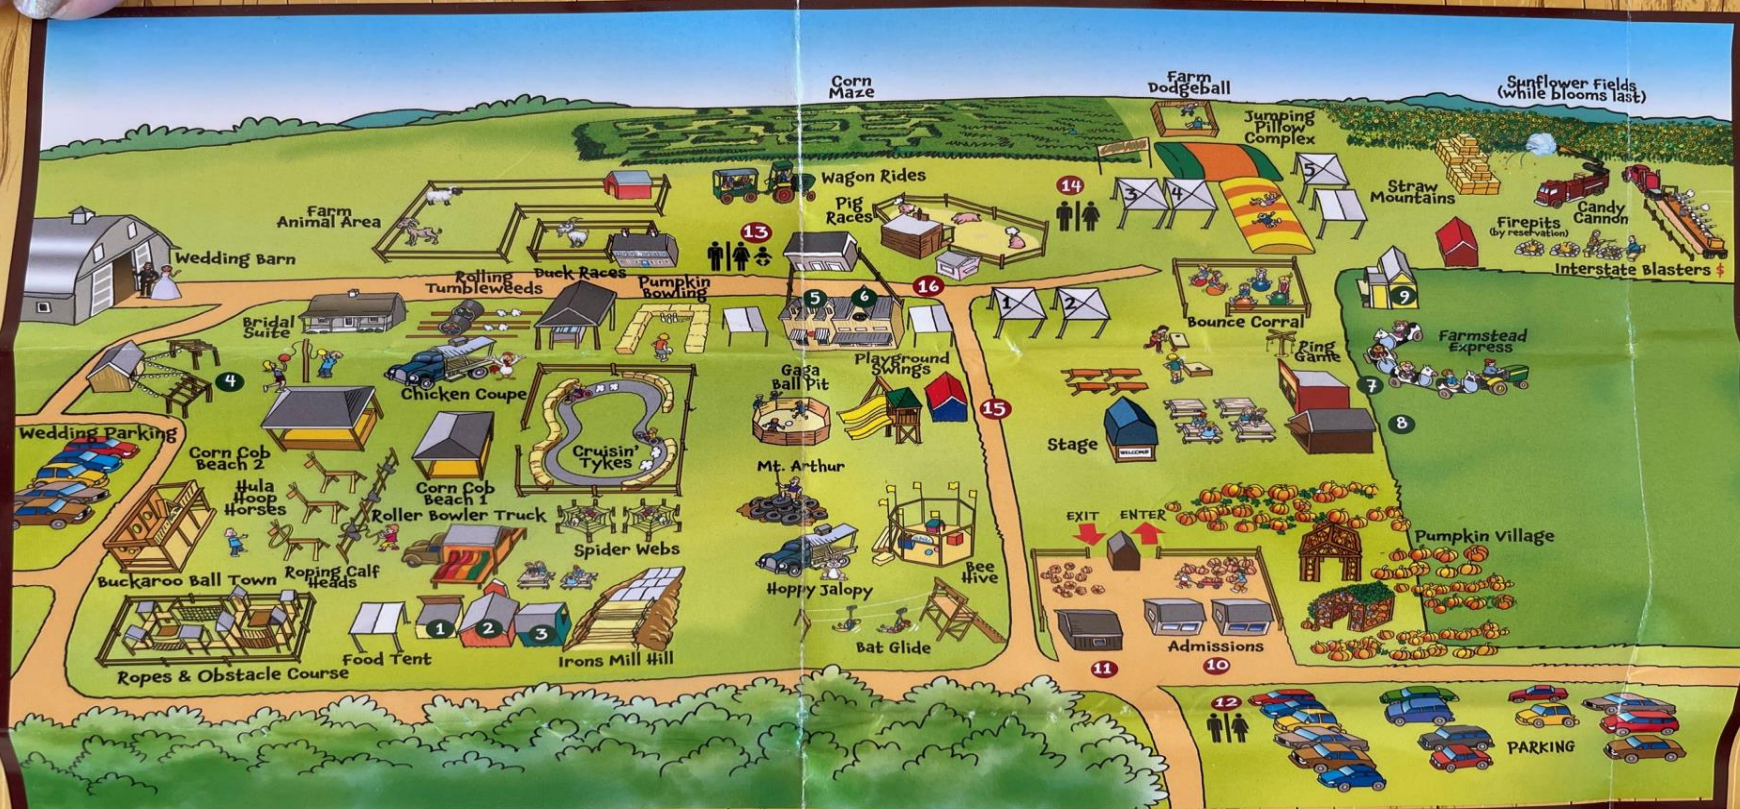 Corn
Maze
Farm
Dodgeball
Sunflower Fields
(while blooms last)
Jumping
Pillow
Complex
Wagon Rides
Pig
Races
14
3
4
5
Straw
Mountains
Candy
Cannon
Firepits
(by reservation)
Interstate Blasters $
Farm
Animal Area
13
Wedding Barn
Rolling
Tumbleweeds
Duck Races
Pumpkin
Bowling
5
6
16
1
2
Bounce Corral
9
Bridal
Suite
4
Chicken Coupe
Gaga
Ball Pit
Playground
Swings
Ping
Game
Farmstead
Express
7
8
15
Stage
WELCOME
Wedding Parking
Corn Cob
Beach 2
Cruisin'
Tykes
Mt. Arthur
Hula
Hoop
Horses
Corn Cob
Beach 1
Roller Bowler Truck
Spider Webs
EXIT
ENTER
Pumpkin Village
Buckaroo Ball Town
Roping Calf
Heads
Hoppy Jalopy
Bee
Hive
1
2
3
Food Tent
Irons Mill Hill
Bat Glide
Admissions
Ropes & Obstacle Course
11
10
12
PARKING